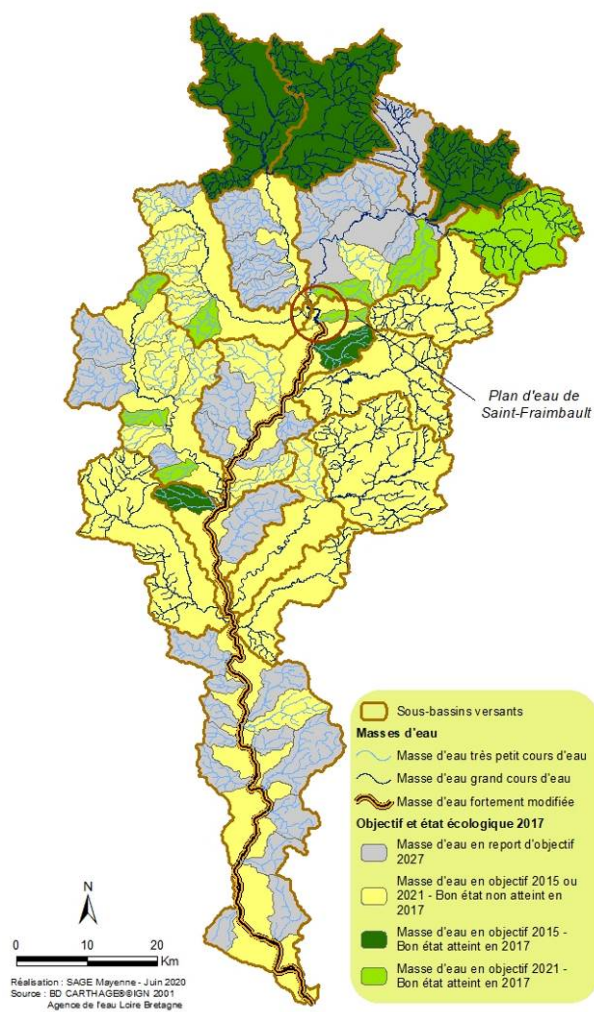 Plan d'eau de
Saint-Fraimbault
Sous-bassins versants
Masses d'eau
Masse d'eau très petit cours d'eau
Masse d'eau grand cours d'eau
Masse d'eau fortement modifiée
Objectif et état écologique 2017
Masse d'eau en report d'objectif
2027
Masse d'eau en objectif 2015 ou
2021 - Bon état non atteint en
2017
Masse d'eau en objectif 2015 -
Bon état atteint en 2017
Masse d'eau en objectif 2021 -
Bon état atteint en 2017
N
0 10 20
Km
Réalisation : SAGE Mayenne - Juin 2020
Source : BD CARTHAGE®®IGN 2001
Agence de l'eau Loire Bretagne